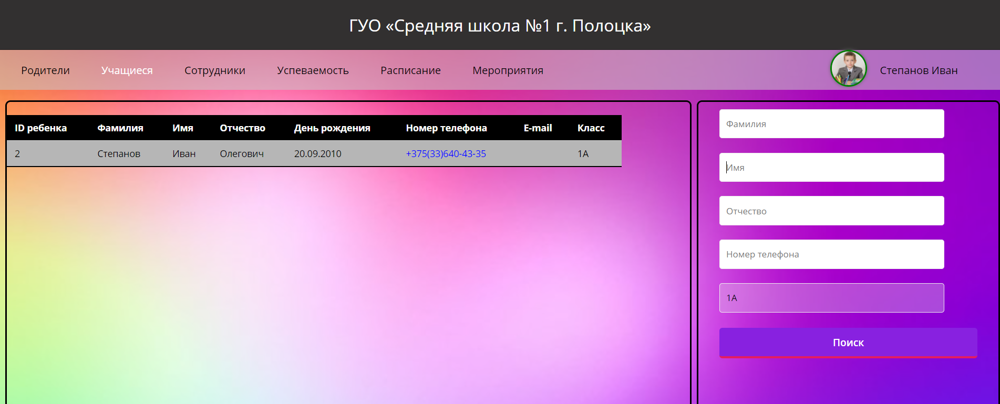 ГУО «Средняя школа №1 г. Полоцка»
Родители Учащиеся Сотрудники Успеваемость Расписание Мероприятия Степанов Иван
ID ребенка Фамилия Имя Отчество День рождения Номер телефона E-mail Класс
2 Степанов Иван Олегович 20.09.2010 +375(33)640-43-35 1А
Фамилия
Имя
Отчество
Номер телефона
1А
Поиск